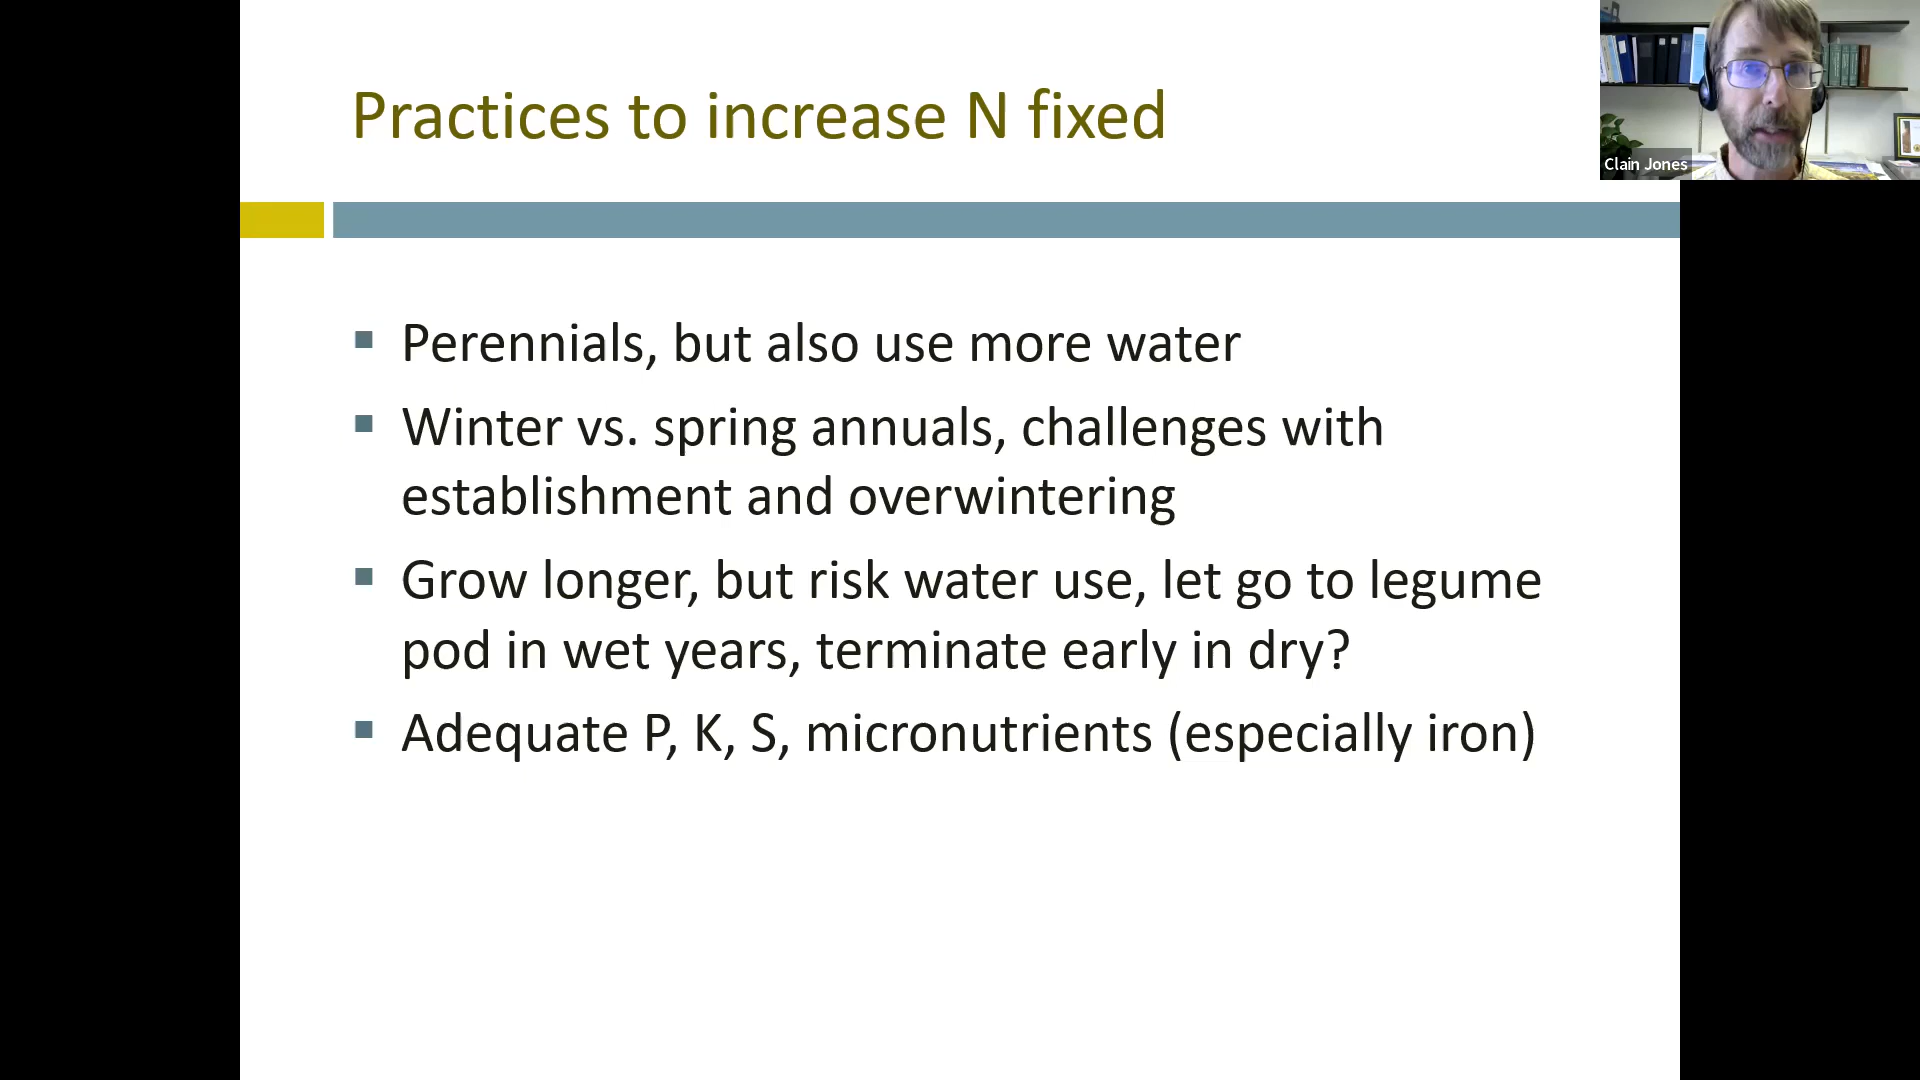 Practices to increase N fixed
Clain Jones
Perennials, but also use more water
Winter vs. spring annuals, challenges with
establishment and overwintering
Grow longer, but risk water use, let go to legume
pod in wet years, terminate early in dry?
Adequate P, K, S, micronutrients (especially iron)